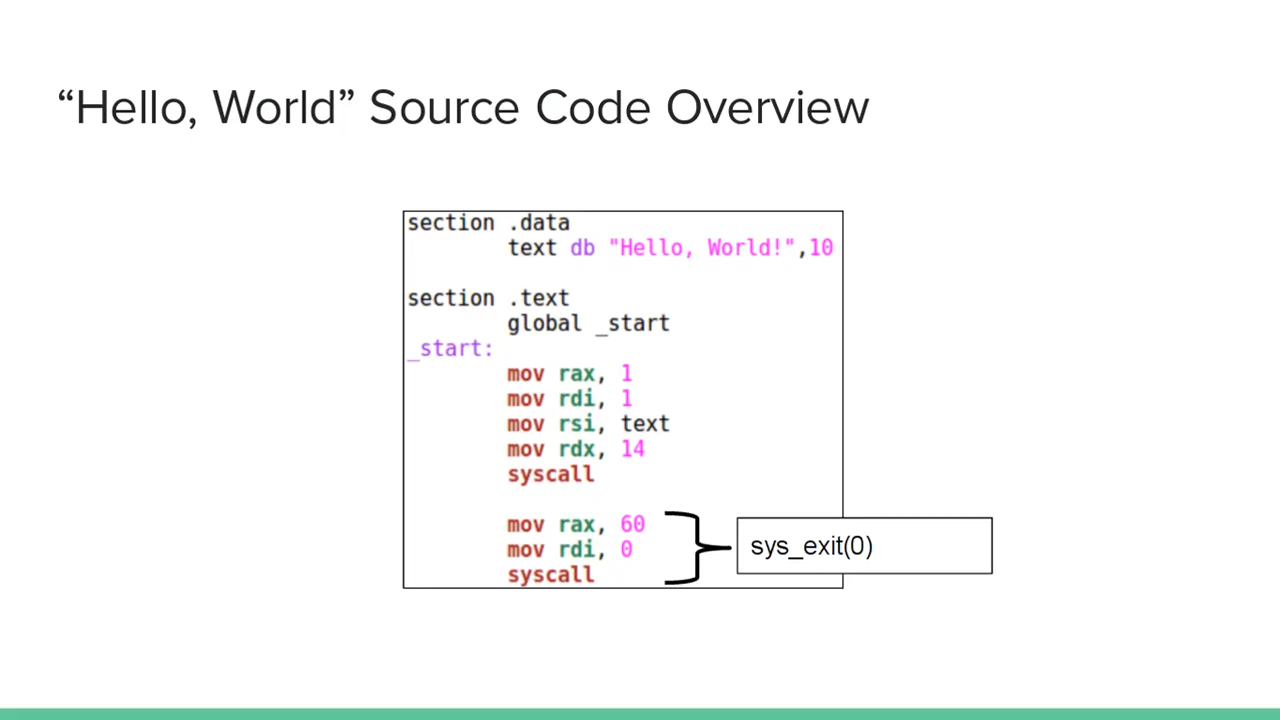 “Hello, World” Source Code Overview
section .data
text db "Hello, World!",10
section .text
global _start
_start:
mov rax, 1
mov rdi, 1
mov rsi, text
mov rdx, 14
syscall
mov rax, 60
mov rdi, 0
syscall
sys_exit(0)